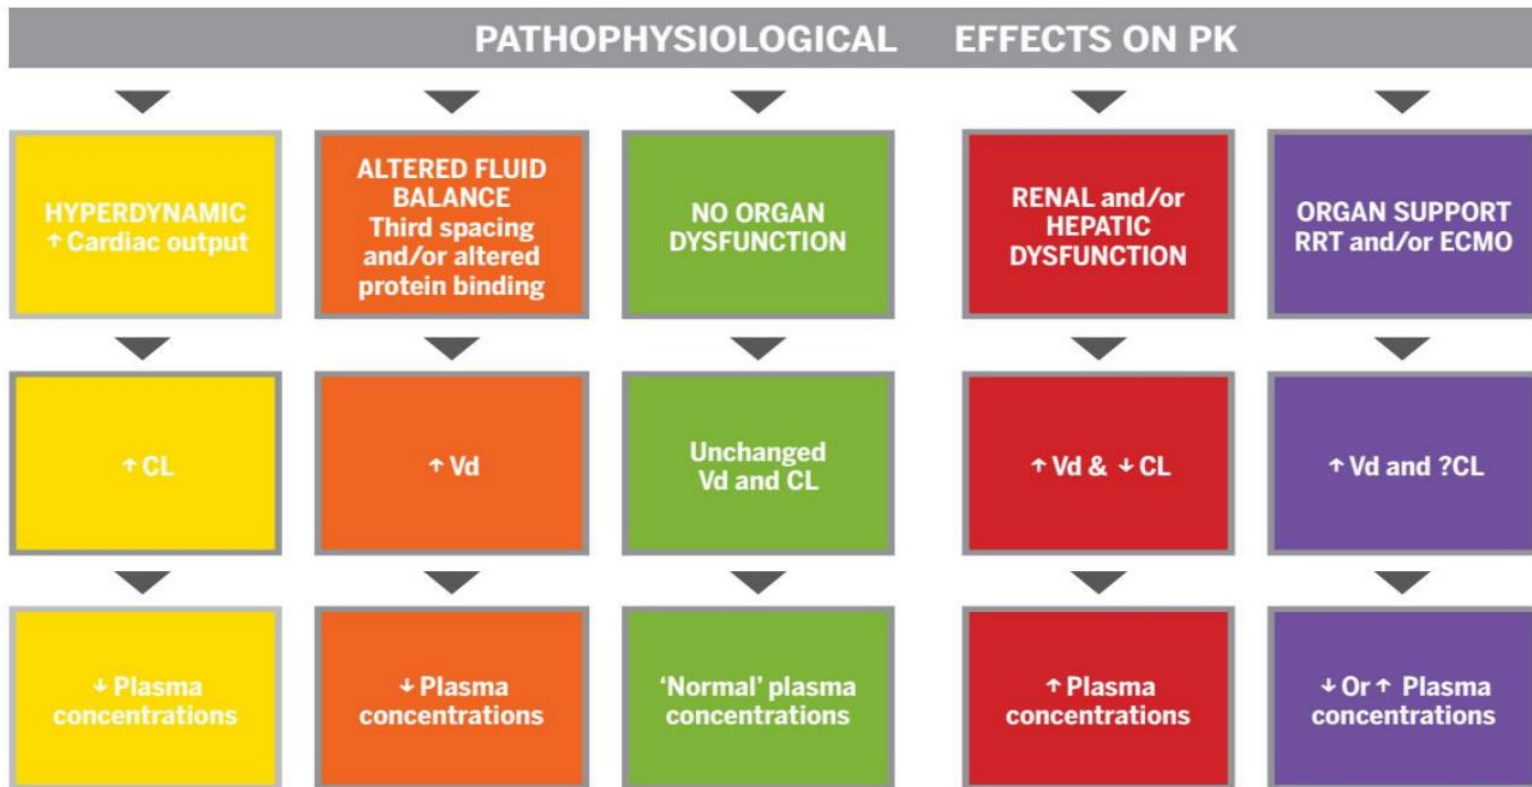 PATHOPHYSIOLOGICAL EFFECTS ON PK
HYPERDYNAMIC
↑ Cardiac output
ALTERED FLUID
BALANCE
Third spacing
and/or altered
protein binding
NO ORGAN
DYSFUNCTION
RENAL and/or
HEPATIC
DYSFUNCTION
ORGAN SUPPORT
RRT and/or ECMO
↑ CL
↑ Vd
Unchanged
Vd and CL
↑ Vd & ↓ CL
↑ Vd and ?CL
↓ Plasma
concentrations
↓ Plasma
concentrations
‘Normal’ plasma
concentrations
↑ Plasma
concentrations
↓ Or ↑ Plasma
concentrations